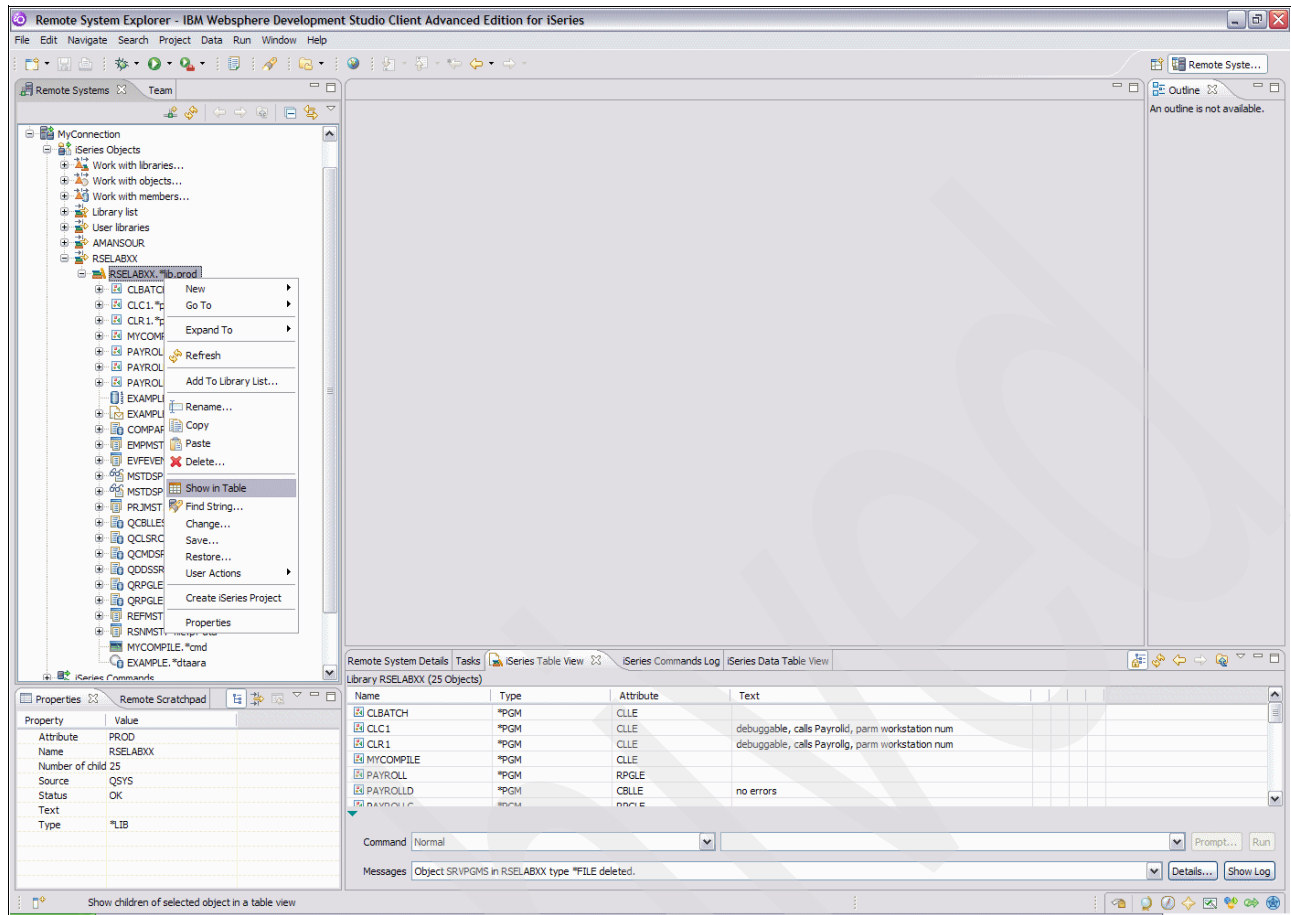 Remote System Explorer - IBM Websphere Development Studio Client Advanced Edition for iSeries
File Edit Navigate Search Project Data Run Window Help
Remote Syste...
Remote Systems Team
Outline
An outline is not available.
MyConnection
iSeries Objects
Work with libraries...
Work with objects...
Work with members...
Library list
User libraries
AMANSOUR
RSELABXX
RSELABXX.*lib.prod
CLBATC
CLC1.*p
CLR1.*p
MYCOMP
PAYROL
PAYROL
PAYROL
EXAMPL
EXAMPL
COMPAR
EMPMST
EVFEVEN
MSTDSP
MSTDSP
PRJMST
QCBLLES
QCLSRC
QCMDSR
QDDSSR
QRPGLE
QRPGLE
REFMST
RSNMST
MYCOMPILE.*cmd
EXAMPLE.*dtaara
iSeries Commands
New
Go To
Expand To
Refresh
Add To Library List...
Rename...
Copy
Paste
Delete...
Show in Table
Find String...
Change...
Save...
Restore...
User Actions
Create iSeries Project
Properties
Properties Remote Scratchpad
Property Value
Attribute PROD
Name RSELABXX
Number of child 25
Source QSYS
Status OK
Text
Type *LIB
Remote System Details Tasks iSeries Table View iSeries Commands Log iSeries Data Table View
Library RSELABXX (25 Objects)
Name Type Attribute Text
CLBATCH *PGM CLLE
CLC1 *PGM CLLE debuggable, calls Payrolld, parm workstation num
CLR1 *PGM CLLE debuggable, calls Payrollg, parm workstation num
MYCOMPILE *PGM CLLE
PAYROLL *PGM RPGLE
PAYROLLD *PGM CBLLE no errors
PAYROLLG *PGM RPGLE
Command Normal Prompt... Run
Messages Object SRVPGMS in RSELABXX type *FILE deleted. Details... Show Log
Show children of selected object in a table view